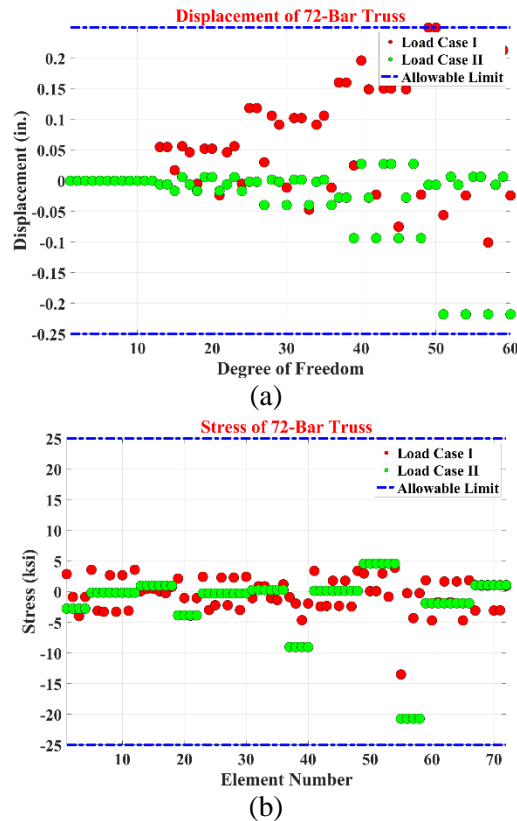 Displacement of 72-Bar Truss
Load Case I
Load Case II
Allowable Limit
Displacement (in.)
0.2
0.15
0.1
0.05
0
-0.05
-0.1
-0.15
-0.2
-0.25
10 20 30 40 50 60
Degree of Freedom
(a)
Stress of 72-Bar Truss
Load Case I
Load Case II
Allowable Limit
Stress (ksi)
25
20
15
10
5
0
-5
-10
-15
-20
-25
10 20 30 40 50 60 70
Element Number
(b)